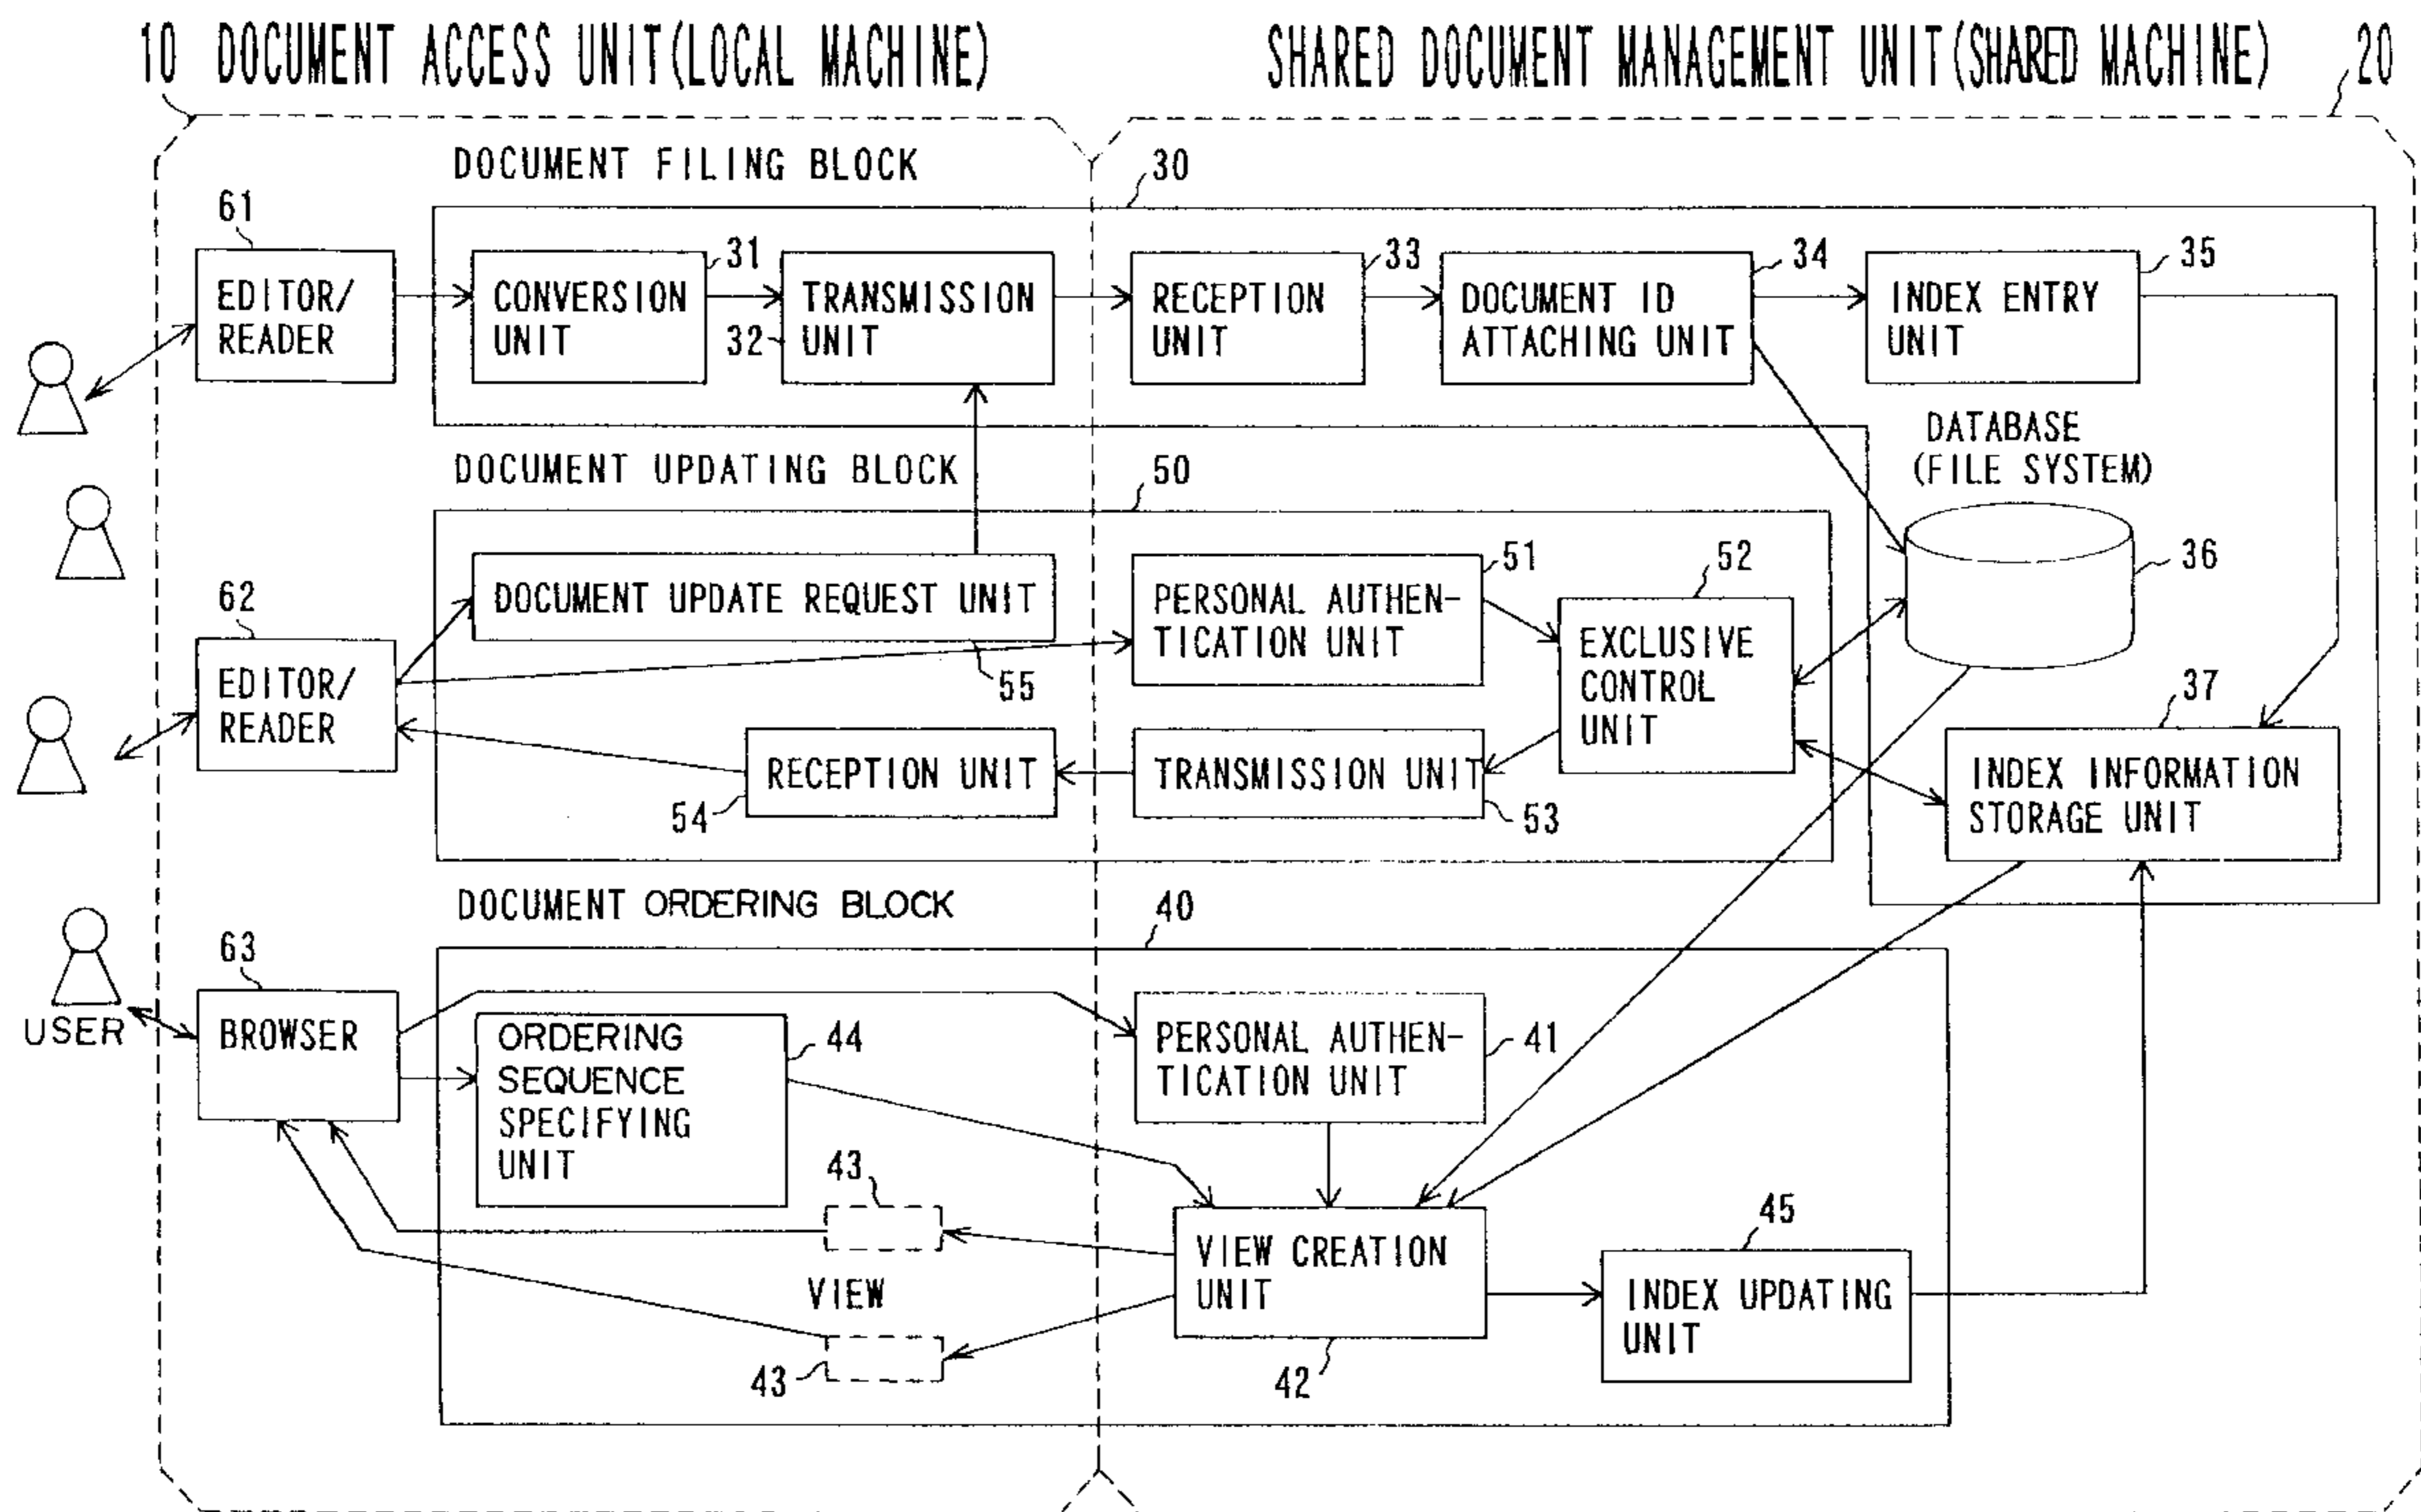 10 DOCUMENT ACCESS UNIT(LOCAL MACHINE)
SHARED DOCUMENT MANAGEMENT UNIT(SHARED MACHINE) 20
DOCUMENT FILING BLOCK
30
61
EDITOR/
READER
31
CONVERSION
UNIT
32
TRANSMISSION
UNIT
33
RECEPTION
UNIT
34
DOCUMENT ID
ATTACHING UNIT
35
INDEX ENTRY
UNIT
DATABASE
(FILE SYSTEM)
36
DOCUMENT UPDATING BLOCK
50
62
EDITOR/
READER
DOCUMENT UPDATE REQUEST UNIT
55
51
PERSONAL AUTHEN-
TICATION UNIT
52
EXCLUSIVE
CONTROL
UNIT
37
INDEX INFORMATION
STORAGE UNIT
RECEPTION UNIT
54
TRANSMISSION UNIT
53
DOCUMENT ORDERING BLOCK
40
63
USER
BROWSER
ORDERING
SEQUENCE
SPECIFYING
UNIT
44
PERSONAL AUTHEN-
TICATION UNIT
41
43
VIEW
43
VIEW CREATION
UNIT
42
45
INDEX UPDATING
UNIT